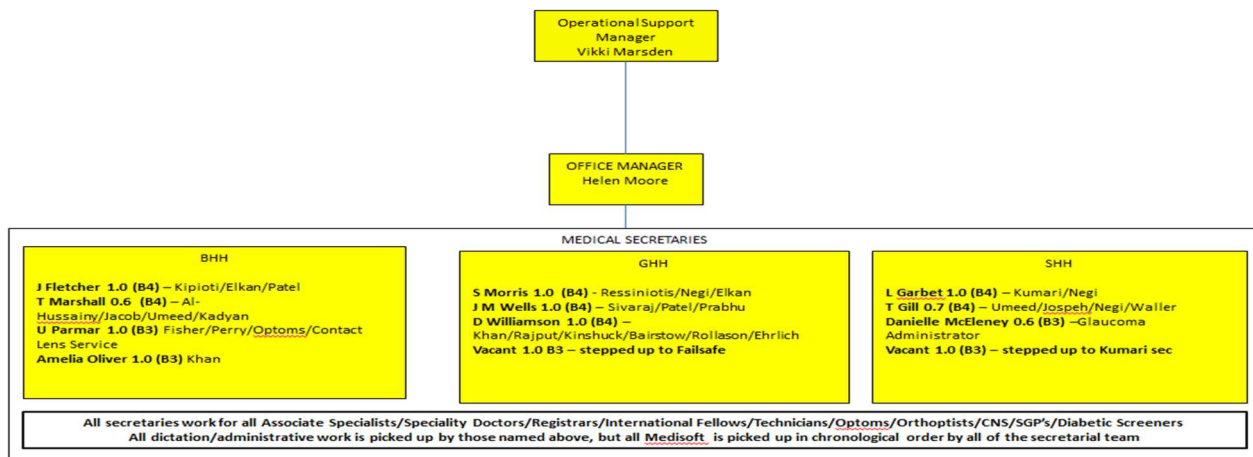 Operational Support
Manager
Vikki Marsden
OFFICE MANAGER
Helen Moore
MEDICAL SECRETARIES
BHH
J Fletcher 1.0 (B4) – Kipioti/Elkan/Patel
T Marshall 0.6 (B4) – Al-
Hussainy/Jacob/Umeed/Kadyan
U Parmar 1.0 (B3) Fisher/Perry/Optoms/Contact
Lens Service
Amelia Oliver 1.0 (B3) Khan
GHH
S Morris 1.0 (B4) - Ressiniotis/Negi/Elkan
J M Wells 1.0 (B4) – Sivaraj/Patel/Prabhu
D Williamson 1.0 (B4) –
Khan/Rajput/Kinshuck/Bairstow/Rollason/Ehrlich
Vacant 1.0 B3 – stepped up to Failsafe
SHH
L Garbet 1.0 (B4) – Kumari/Negi
T Gill 0.7 (B4) – Umeed/Jospeh/Negi/Waller
Danielle McEleney 0.6 (B3) –Glaucoma
Administrator
Vacant 1.0 (B3) – stepped up to Kumari sec
All secretaries work for all Associate Specialists/Speciality Doctors/Registrars/International Fellows/Technicians/Optoms/Orthoptists/CNS/SGP's/Diabetic Screeners
All dictation/administrative work is picked up by those named above, but all Medisoft is picked up in chronological order by all of the secretarial team